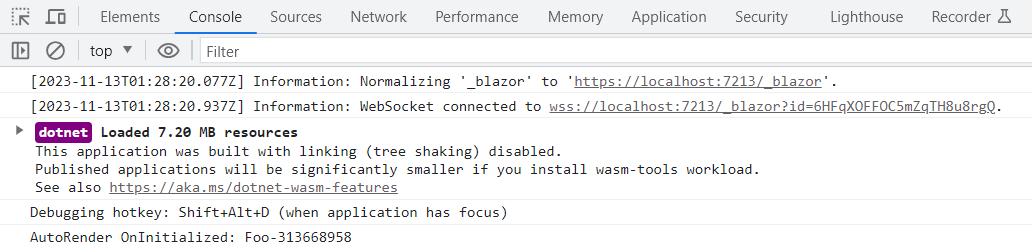 Elements Console Sources Network Performance Memory Application Security Lighthouse Recorder
top Filter
[2023-11-13T01:28:20.077Z] Information: Normalizing '_blazor' to 'https://localhost:7213/_blazor'.
[2023-11-13T01:28:20.937Z] Information: WebSocket connected to wss://localhost:7213/_blazor?id=6HFqXOFFOC5mZqTH8u8rgQ.
dotnet Loaded 7.20 MB resources
This application was built with linking (tree shaking) disabled.
Published applications will be significantly smaller if you install wasm-tools workload.
See also https://aka.ms/dotnet-wasm-features
Debugging hotkey: Shift+Alt+D (when application has focus)
AutoRender OnInitialized: Foo-313668958